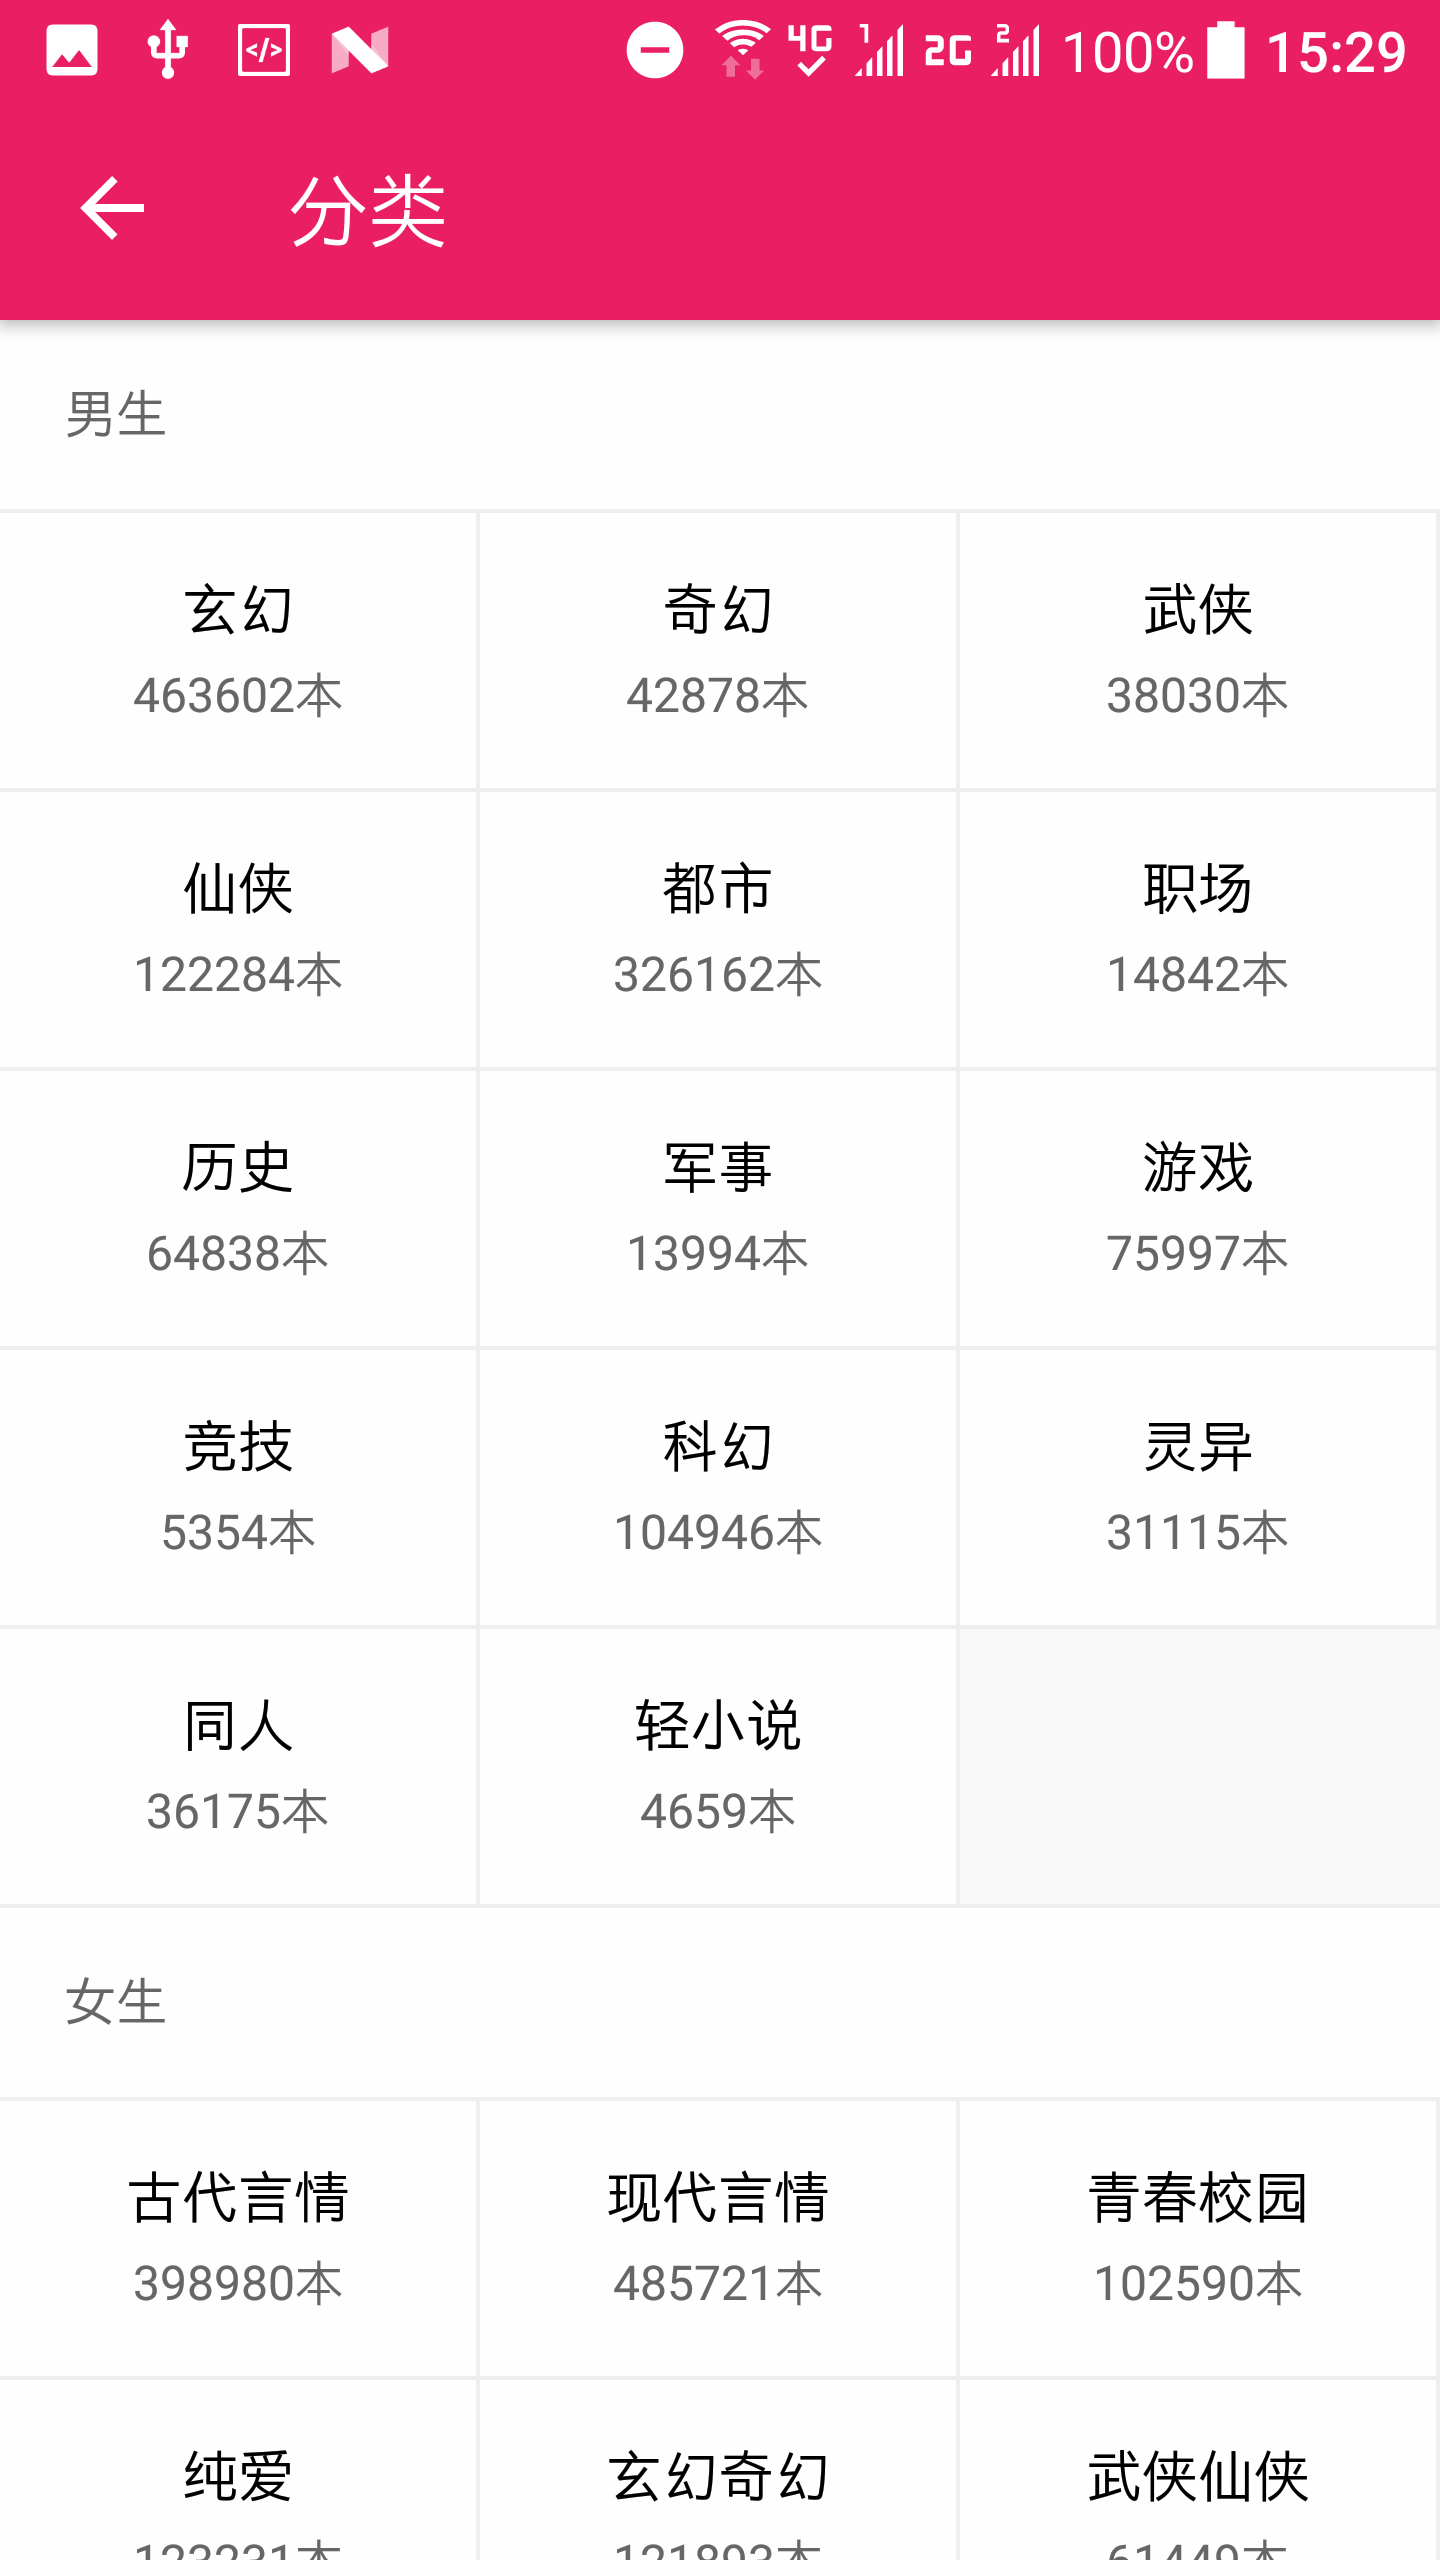 4G 1 2G 2 100% 15:29
分类
男生
玄幻 奇幻 武侠
463602本 42878本 38030本
仙侠 都市 职场
122284本 326162本 14842本
历史 军事 游戏
64838本 13994本 75997本
竞技 科幻 灵异
5354本 104946本 31115本
同人 轻小说
36175本 4659本
女生
古代言情 现代言情 青春校园
398980本 485721本 102590本
纯爱 玄幻奇幻 武侠仙侠